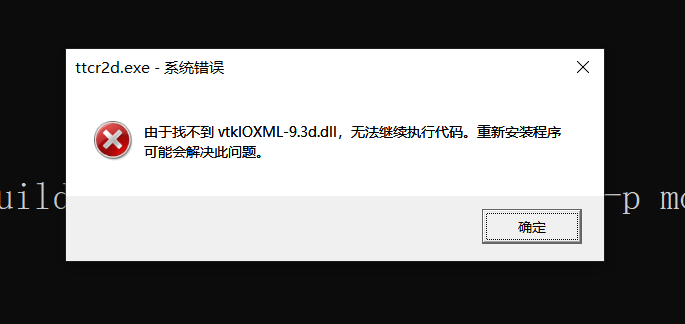 ttcr2d.exe - 系统错误
由于找不到 vtkIOXML-9.3d.dll，无法继续执行代码。重新安装程序
可能会解决此问题。
uild
-p mo
确定